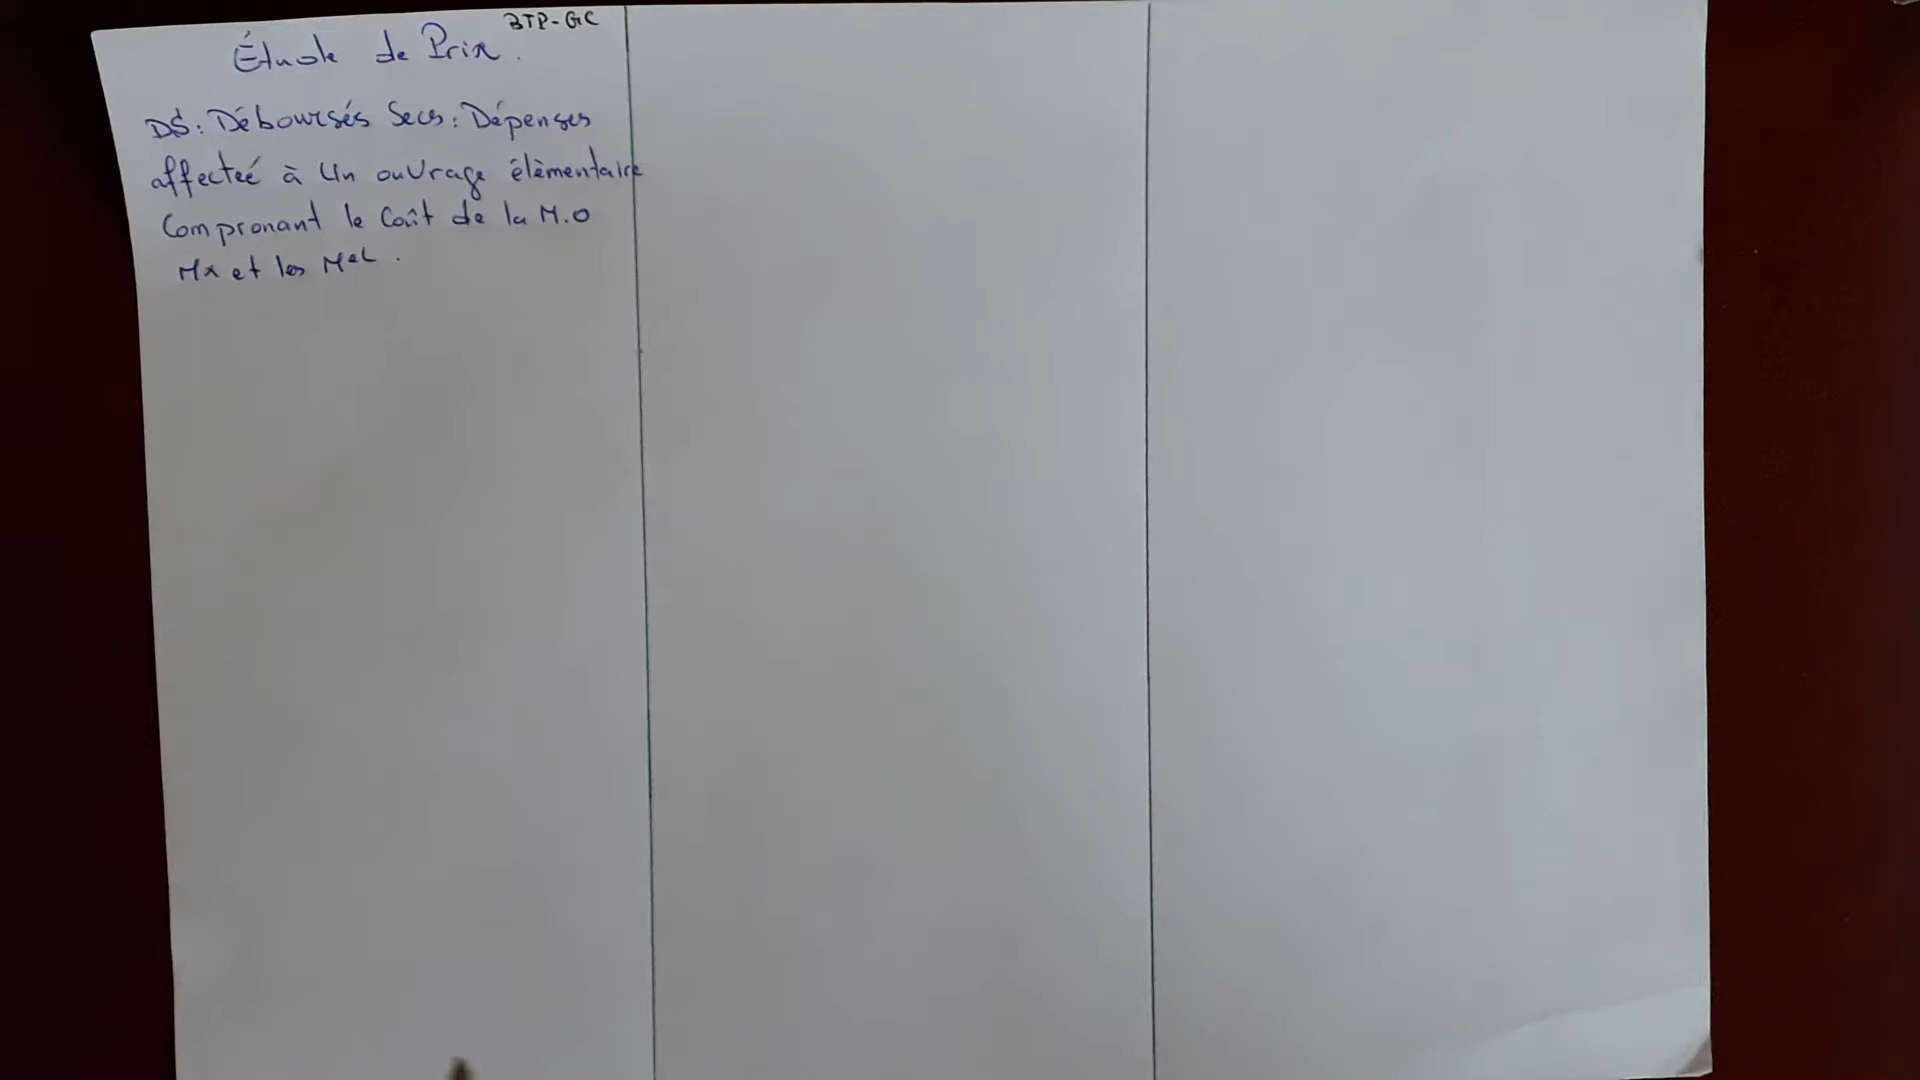 BTP-GC
Étude de Prix.
DS: Déboursés Secs: Dépenses
affecteé à Un ouvrage élèmentaire
Compronant le Coût de la M.O
Mx et les Mel.